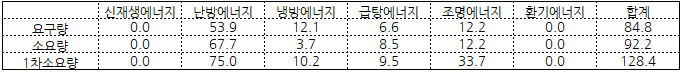 신재생에너지 난방에너지 냉방에너지 급탕에너지 조명에너지 환기에너지 합계
요구량 0.0 53.9 12.1 6.6 12.2 0.0 84.8
소요량 0.0 67.7 3.7 8.5 12.2 0.0 92.2
1차소요량 0.0 75.0 10.2 9.5 33.7 0.0 128.4